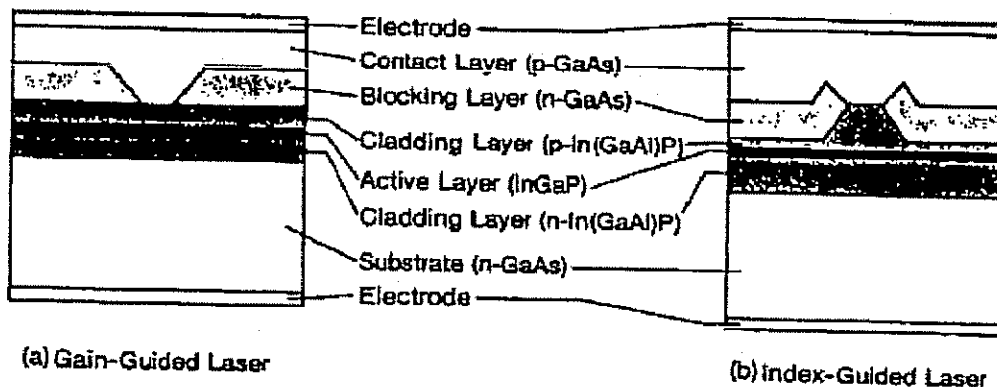 Electrode
Contact Layer (p-GaAs)
Blocking Layer (n-GaAs)
Cladding Layer (p-In(GaAl)P)
Active Layer (InGaP)
Cladding Layer (n-In(GaAl)P)
Substrate (n-GaAs)
Electrode
(a) Gain-Guided Laser
(b) Index-Guided Laser